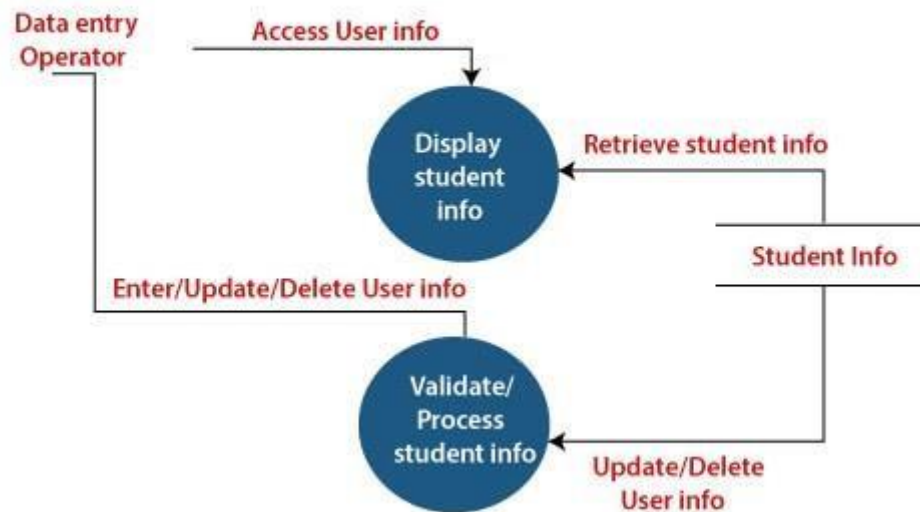 Data entry
Operator
Access User info
Display
student
info
Retrieve student info
Student Info
Enter/Update/Delete User info
Validate/
Process
student info
Update/Delete
User info